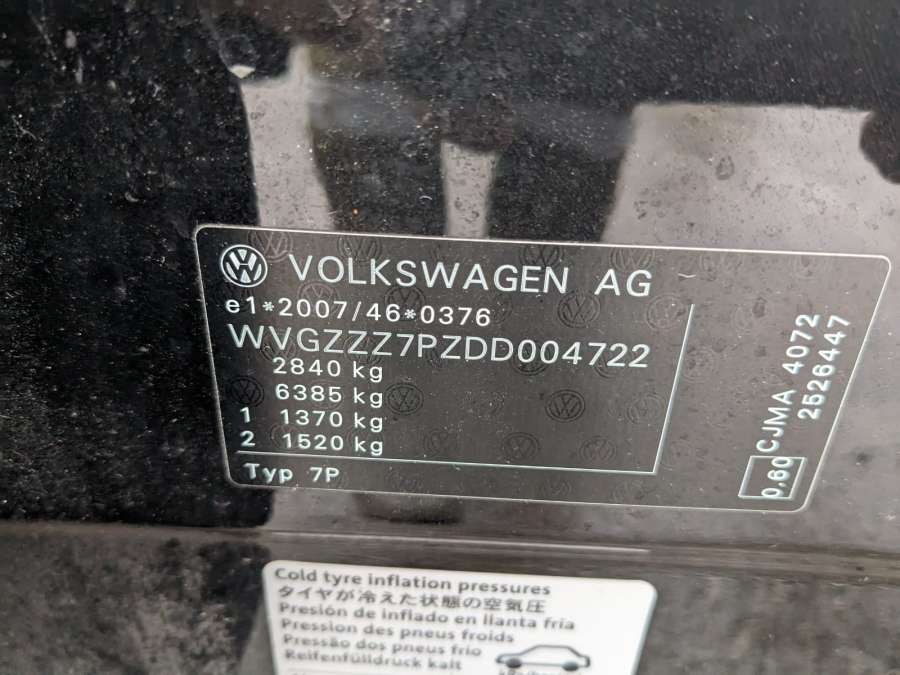 VOLKSWAGEN AG
e1*2007/46*0376
WVGZZZ7PZDD004722
2840 kg
6385 kg
1 1370 kg
2 1520 kg
Typ 7P
CJMA 4072
2526447
0.60
Cold tyre inflation pressures
タイヤが冷えた状態の空気圧
Presión de inflado en llanta fría
Pression des pneus froids
Pressão dos pneus frio
Reifenfülldruck kalt